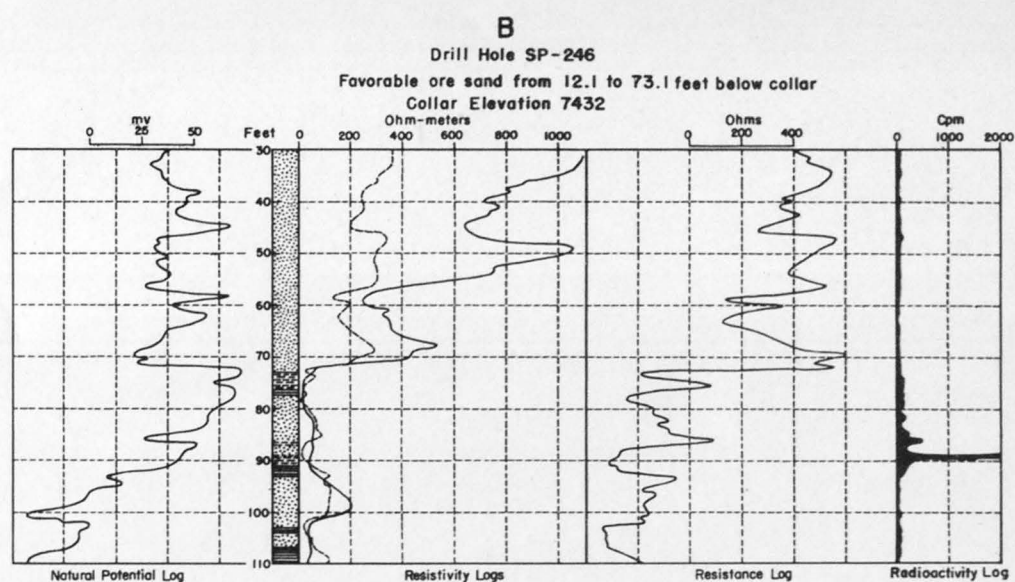 B
Drill Hole SP-246
Favorable ore sand from 12.1 to 73.1 feet below collar
Collar Elevation 7432
mv Ohm-meters Ohms Cpm
0 25 50 Feet 0 200 400 600 800 1000 0 200 400 0 1000 2000
30
40
50
60
70
80
90
100
110
Natural Potential Log Resistivity Logs Resistance Log Radioactivity Log